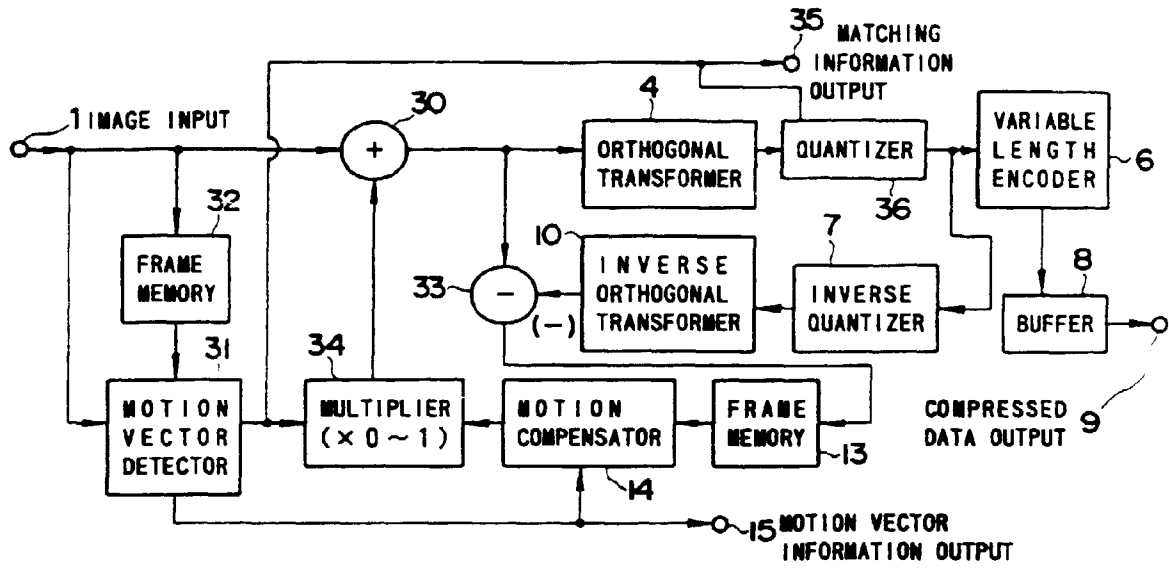 35
MATCHING
INFORMATION
OUTPUT
1 IMAGE INPUT
30
+
4
ORTHOGONAL
TRANSFORMER
QUANTIZER
36
VARIABLE
LENGTH
ENCODER
6
32
FRAME
MEMORY
33
−
(−)
10
INVERSE
ORTHOGONAL
TRANSFORMER
7
INVERSE
QUANTIZER
8
BUFFER
31
MOTION
VECTOR
DETECTOR
34
MULTIPLIER
(×0~1)
MOTION
COMPENSATOR
14
FRAME
MEMORY
13
COMPRESSED
DATA OUTPUT
9
15 MOTION VECTOR
INFORMATION OUTPUT